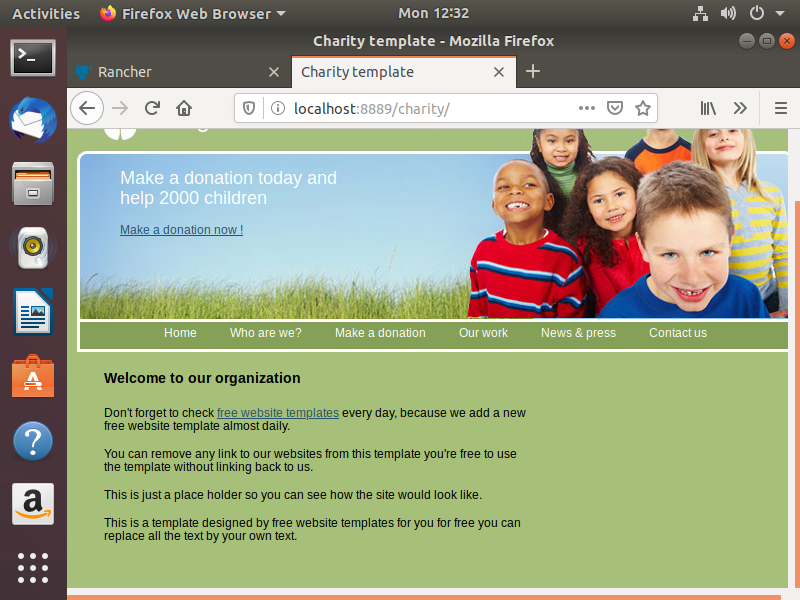 Activities Firefox Web Browser Mon 12:32
Charity template - Mozilla Firefox
Rancher Charity template
localhost:8889/charity/
Make a donation today and
help 2000 children
Make a donation now !
Home Who are we? Make a donation Our work News & press Contact us
Welcome to our organization
Don't forget to check free website templates every day, because we add a new
free website template almost daily.
You can remove any link to our websites from this template you're free to use
the template without linking back to us.
This is just a place holder so you can see how the site would look like.
This is a template designed by free website templates for you for free you can
replace all the text by your own text.